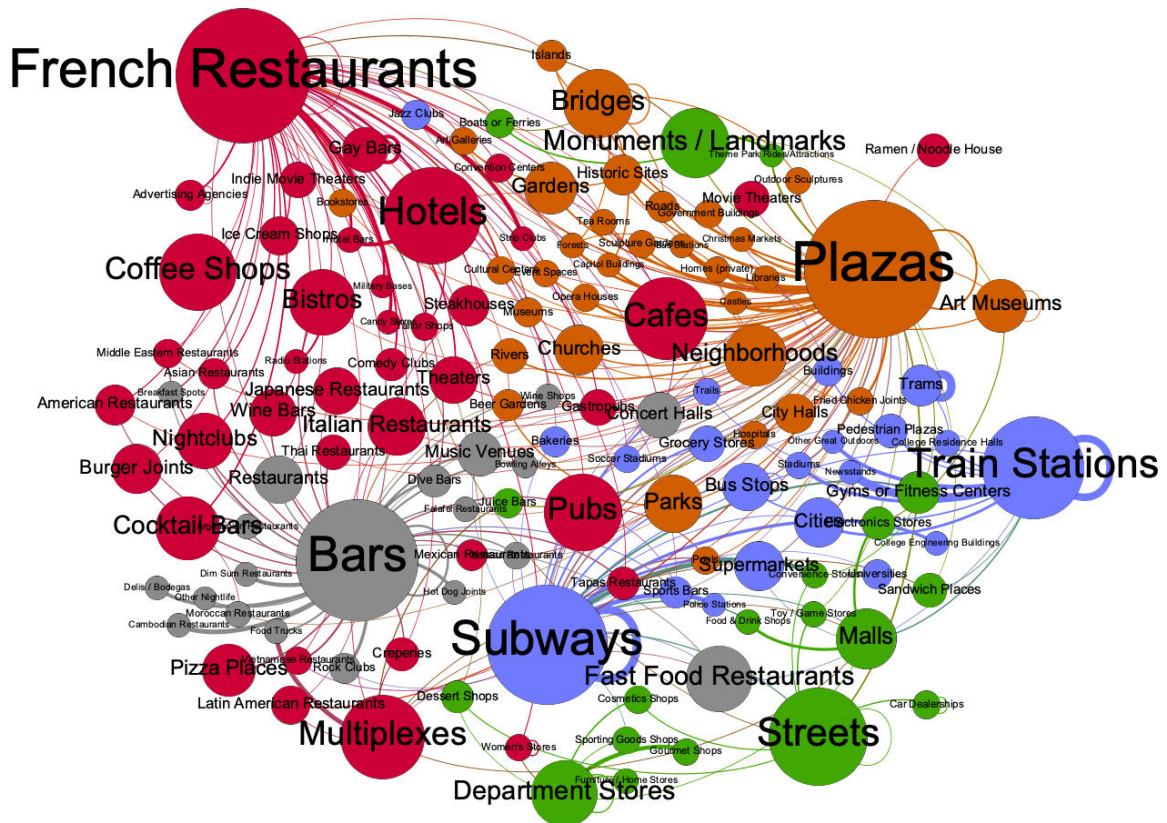 French Restaurants
Islands
Bridges
Jazz Clubs
Boats or Ferries
Art Galleries
Monuments / Landmarks
Gay Bars
Theme Park Rides/Attractions
Ramen / Noodle House
Convention Centers
Historic Sites
Outdoor Sculptures
Indie Movie Theaters
Advertising Agencies
Gardens
Movie Theaters
Bookstores
Roads
Government Buildings
Hotels
Tea Rooms
Ice Cream Shops
Hotel Bars
Strip Clubs
Forests
Sculpture Gardens
Bus Stations
Christmas Markets
Coffee Shops
Cultural Centers
Event Spaces
Capitol Buildings
Homes (private)
Libraries
Plazas
Military Bases
Bistros
Steakhouses
Opera Houses
Castles
Art Museums
Museums
Candy Stores
Tailor Shops
Cafes
Middle Eastern Restaurants
Radio Stations
Comedy Clubs
Rivers
Churches
Neighborhoods
Asian Restaurants
Theaters
Buildings
Trams
Breakfast Spots
Japanese Restaurants
Wine Shops
Trails
American Restaurants
Wine Bars
Beer Gardens
Gastropubs
Concert Halls
City Halls
Fried Chicken Joints
Italian Restaurants
Nightclubs
Bakeries
Grocery Stores
Hospitals
Pedestrian Plazas
Other Great Outdoors
College Residence Halls
Thai Restaurants
Music Venues
Soccer Stadiums
Bowling Alleys
Stadiums
Train Stations
Burger Joints
Restaurants
Dive Bars
Bus Stops
Newsstands
Gyms or Fitness Centers
Juice Bars
Falafel Restaurants
Pubs
Parks
Cocktail Bars
Cities
Electronics Stores
College Engineering Buildings
Bars
Mexican Restaurants
Restaurants
Pools
Supermarkets
Dim Sum Restaurants
Convenience Stores
Universities
Delis / Bodegas
Hot Dog Joints
Tapas Restaurants
Sports Bars
Sandwich Places
Other Nightlife
Police Stations
Moroccan Restaurants
Toy / Game Stores
Cambodian Restaurants
Food & Drink Shops
Food Trucks
Subways
Malls
Creperies
Pizza Places
Vietnamese Restaurants
Rock Clubs
Fast Food Restaurants
Dessert Shops
Cosmetics Shops
Latin American Restaurants
Car Dealerships
Multiplexes
Streets
Women's Stores
Sporting Goods Shops
Gourmet Shops
Furniture / Home Stores
Department Stores